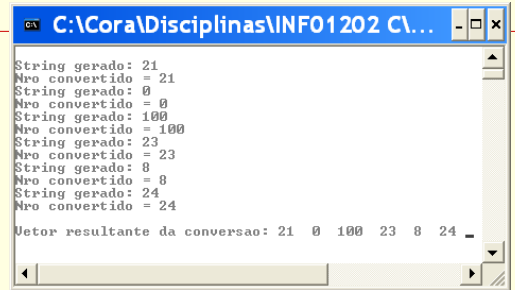 C:\Cora\Disciplinas\INF01202 C\...
String gerado: 21
Nro convertido = 21
String gerado: 0
Nro convertido = 0
String gerado: 100
Nro convertido = 100
String gerado: 23
Nro convertido = 23
String gerado: 8
Nro convertido = 8
String gerado: 24
Nro convertido = 24
Vetor resultante da conversao: 21 0 100 23 8 24 _